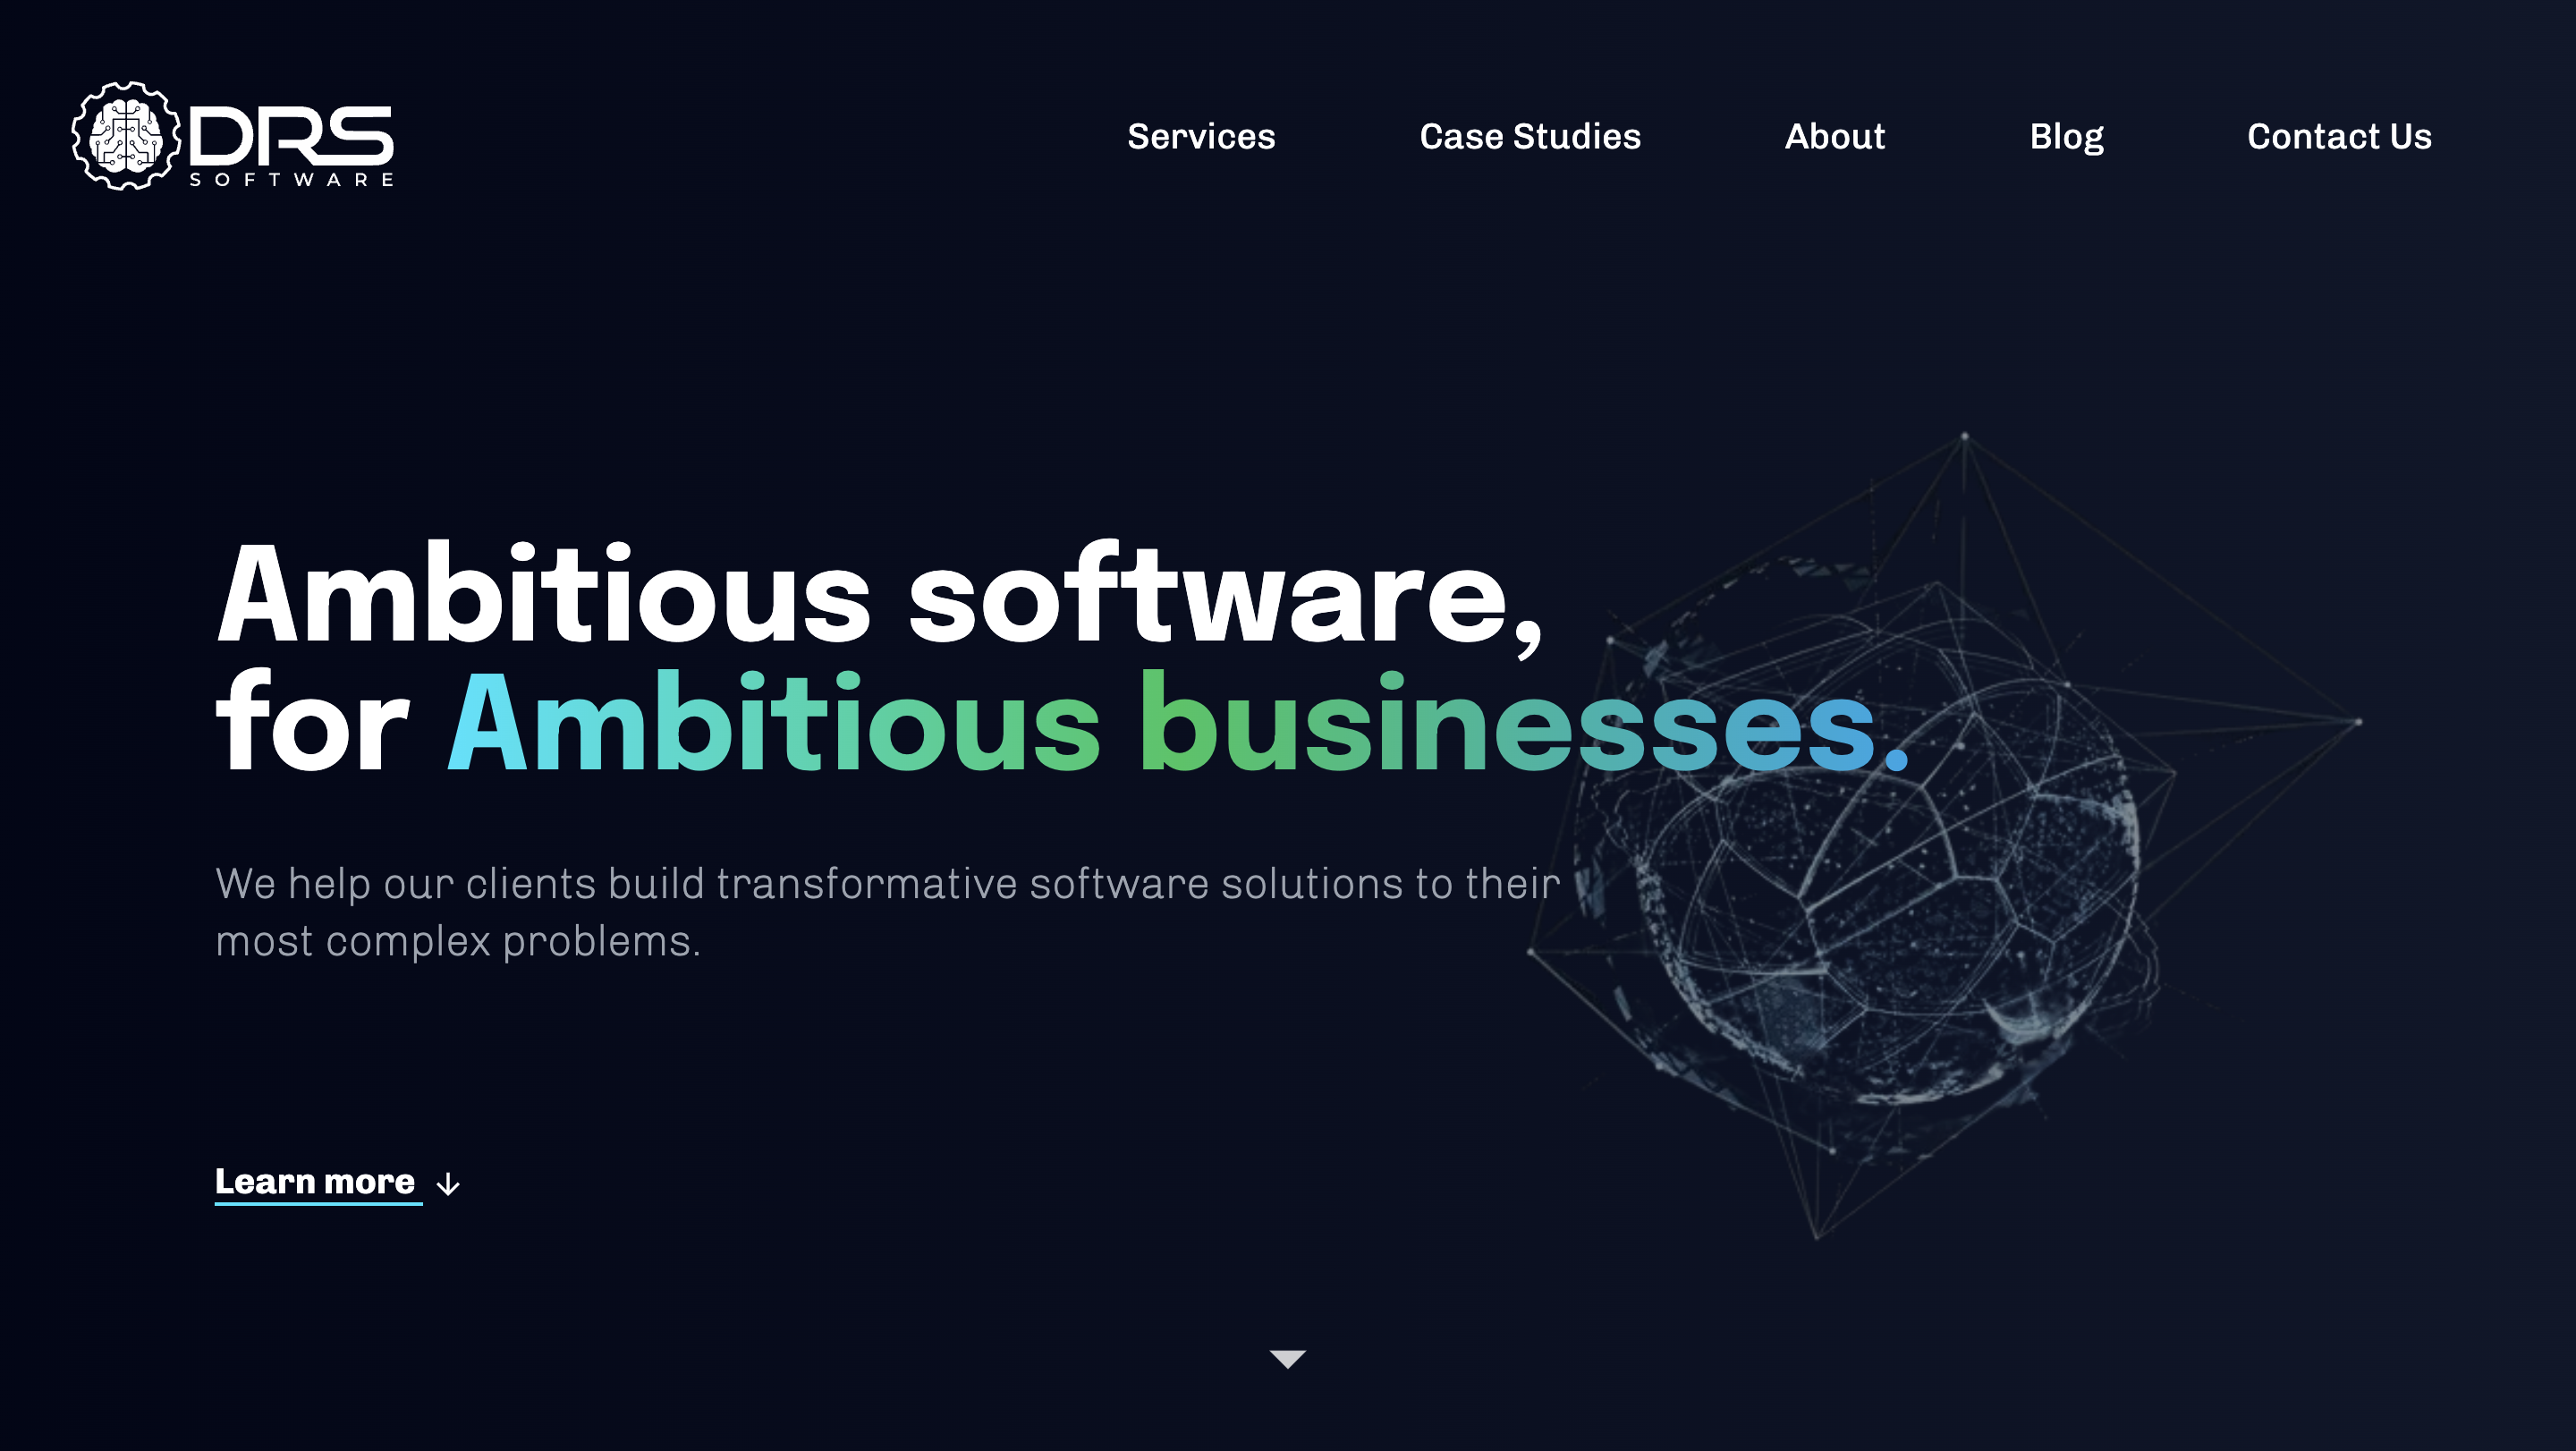 DRS
SOFTWARE
Services
Case Studies
About
Blog
Contact Us
Ambitious software,
for Ambitious businesses.
We help our clients build transformative software solutions to their
most complex problems.
Learn more